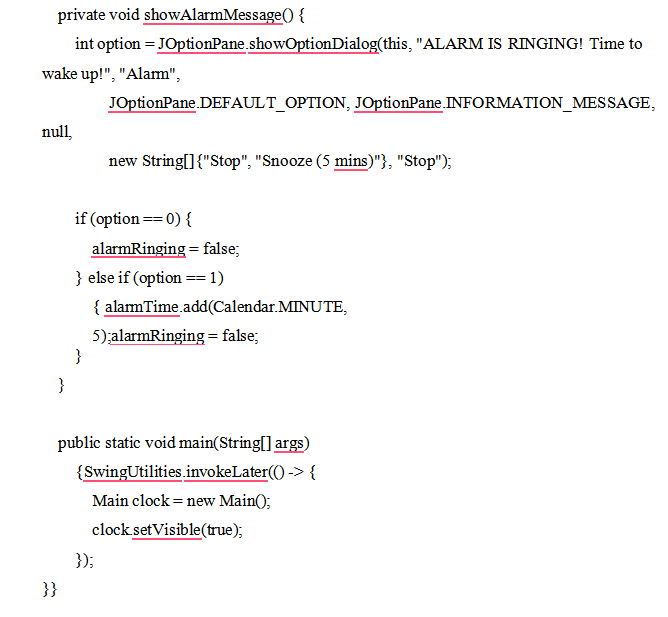 private void showAlarmMessage() {
int option = JOptionPane.showOptionDialog(this, "ALARM IS RINGING! Time to
wake up!", "Alarm",
JOptionPane.DEFAULT_OPTION, JOptionPane.INFORMATION_MESSAGE,
null,
new String[]{"Stop", "Snooze (5 mins)"}, "Stop");
if (option == 0) {
alarmRinging = false;
} else if (option == 1)
{ alarmTime.add(Calendar.MINUTE,
5);alarmRinging = false;
}
}
public static void main(String[] args)
{SwingUtilities.invokeLater(() -> {
Main clock = new Main();
clock.setVisible(true);
});
}}